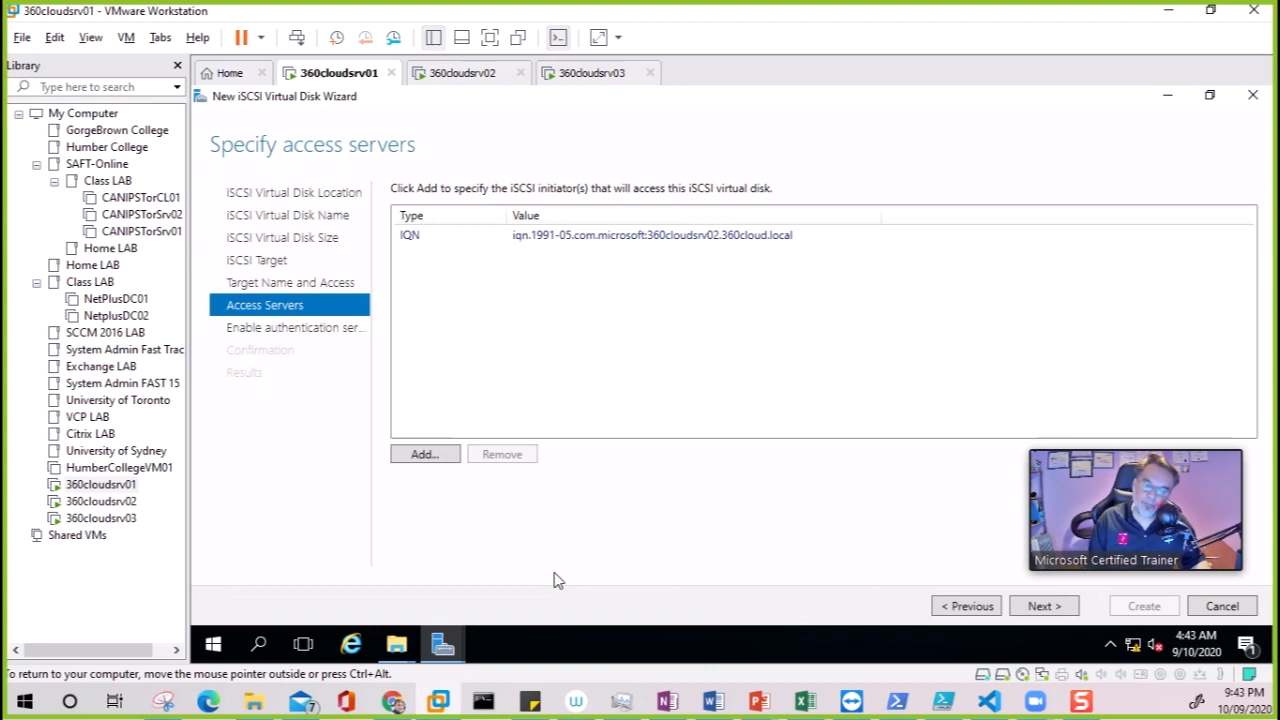 360cloudsrv01 - VMware Workstation
File Edit View VM Tabs Help
Library
Type here to search
Home
360cloudsrv01
360cloudsrv02
360cloudsrv03
My Computer
GorgeBrown College
Humber College
SAFT-Online
Class LAB
CANIPSTorCL01
CANIPSTorSrv02
CANIPSTorSrv01
Home LAB
Home LAB
Class LAB
NetPlusDC01
NetplusDC02
SCCM 2016 LAB
System Admin Fast Trac
Exchange LAB
System Admin FAST 15
University of Toronto
VCP LAB
Citrix LAB
University of Sydney
HumberCollegeVM01
360cloudsrv01
360cloudsrv02
360cloudsrv03
Shared VMs
New iSCSI Virtual Disk Wizard
Specify access servers
iSCSI Virtual Disk Location
iSCSI Virtual Disk Name
iSCSI Virtual Disk Size
iSCSI Target
Target Name and Access
Access Servers
Enable authentication ser...
Confirmation
Results
Click Add to specify the iSCSI initiator(s) that will access this iSCSI virtual disk.
Type Value
IQN iqn.1991-05.com.microsoft:360cloudsrv02.360cloud.local
Add... Remove
Microsoft Certified Trainer
< Previous Next > Create Cancel
4:43 AM
9/10/2020
1
To return to your computer, move the mouse pointer outside or press Ctrl+Alt.
7
9:43 PM
10/09/2020